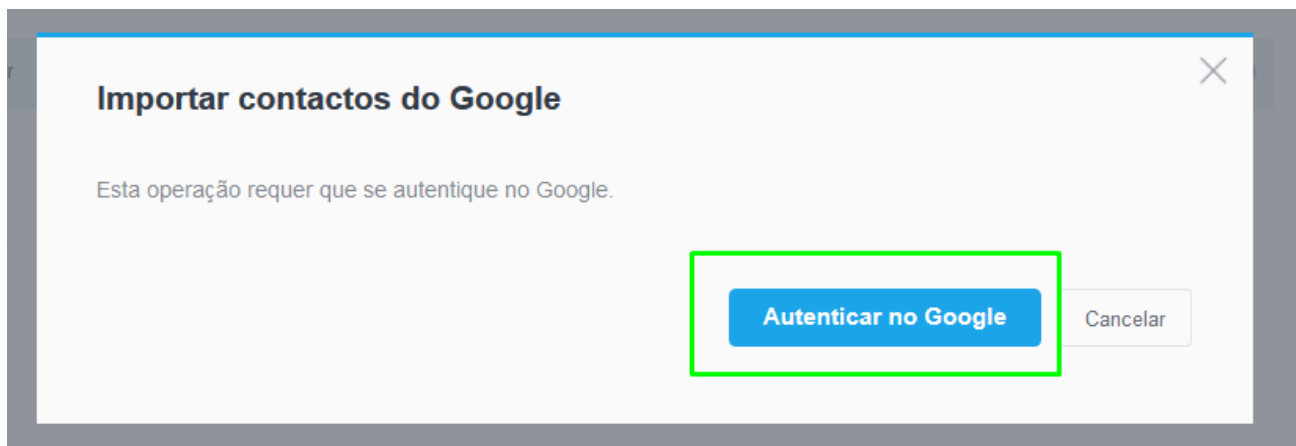 Importar contactos do Google
Esta operação requer que se autentique no Google.
Autenticar no Google
Cancelar